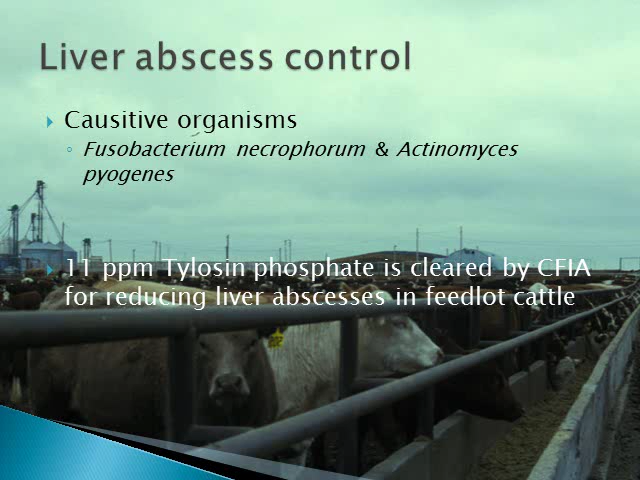 Liver abscess control
Causitive organisms
Fusobacterium necrophorum & Actinomyces
pyogenes
11 ppm Tylosin phosphate is cleared by CFIA
for reducing liver abscesses in feedlot cattle